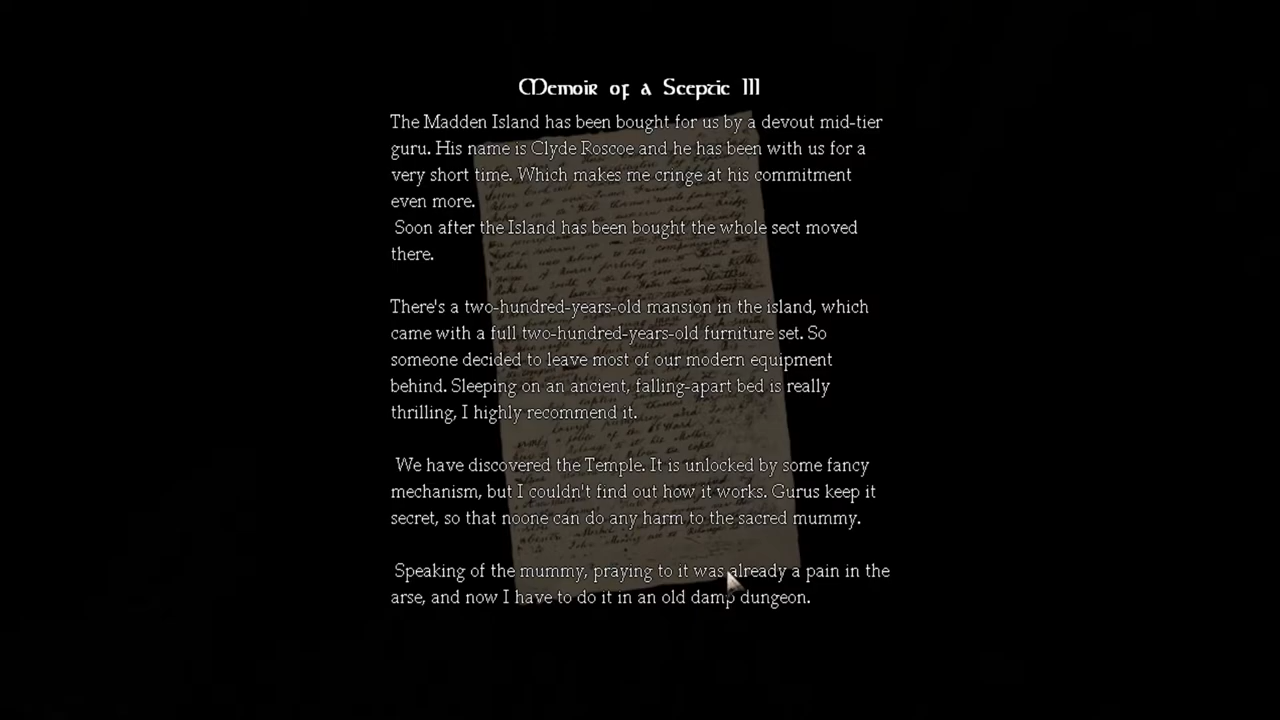 Memoir of a Sceptic III
The Madden Island has been bought for us by a devout mid-tier
guru. His name is Clyde Roscoe and he has been with us for a
very short time. Which makes me cringe at his commitment
even more.
Soon after the Island has been bought the whole sect moved
there.
There's a two-hundred-years-old mansion in the island, which
came with a full two-hundred-years-old furniture set. So
someone decided to leave most of our modern equipment
behind. Sleeping on an ancient, falling-apart bed is really
thrilling, I highly recommend it.
We have discovered the Temple. It is unlocked by some fancy
mechanism, but I couldn't find out how it works. Gurus keep it
secret, so that noone can do any harm to the sacred mummy.
Speaking of the mummy, praying to it was already a pain in the
arse, and now I have to do it in an old damp dungeon.